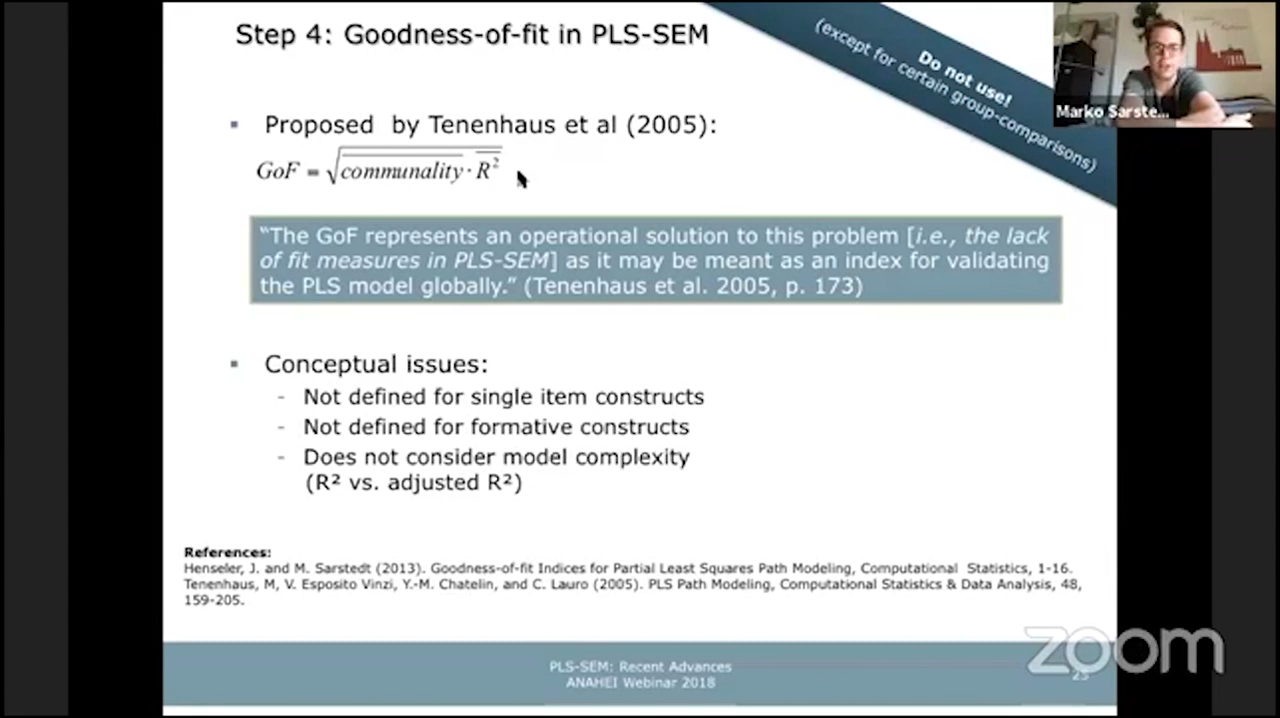 Step 4: Goodness-of-fit in PLS-SEM
Do not use!
(except for certain group-comparisons)
Marko Sarste...
▪ Proposed by Tenenhaus et al (2005):
GoF = √communality · R²
“The GoF represents an operational solution to this problem [i.e., the lack
of fit measures in PLS-SEM] as it may be meant as an index for validating
the PLS model globally.” (Tenenhaus et al. 2005, p. 173)
▪ Conceptual issues:
- Not defined for single item constructs
- Not defined for formative constructs
- Does not consider model complexity
(R² vs. adjusted R²)
References:
Henseler, J. and M. Sarstedt (2013). Goodness-of-fit Indices for Partial Least Squares Path Modeling, Computational Statistics, 1-16.
Tenenhaus, M, V. Esposito Vinzi, Y.-M. Chatelin, and C. Lauro (2005). PLS Path Modeling, Computational Statistics & Data Analysis, 48,
159-205.
zoom
PLS-SEM: Recent Advances
ANAHEI Webinar 2018